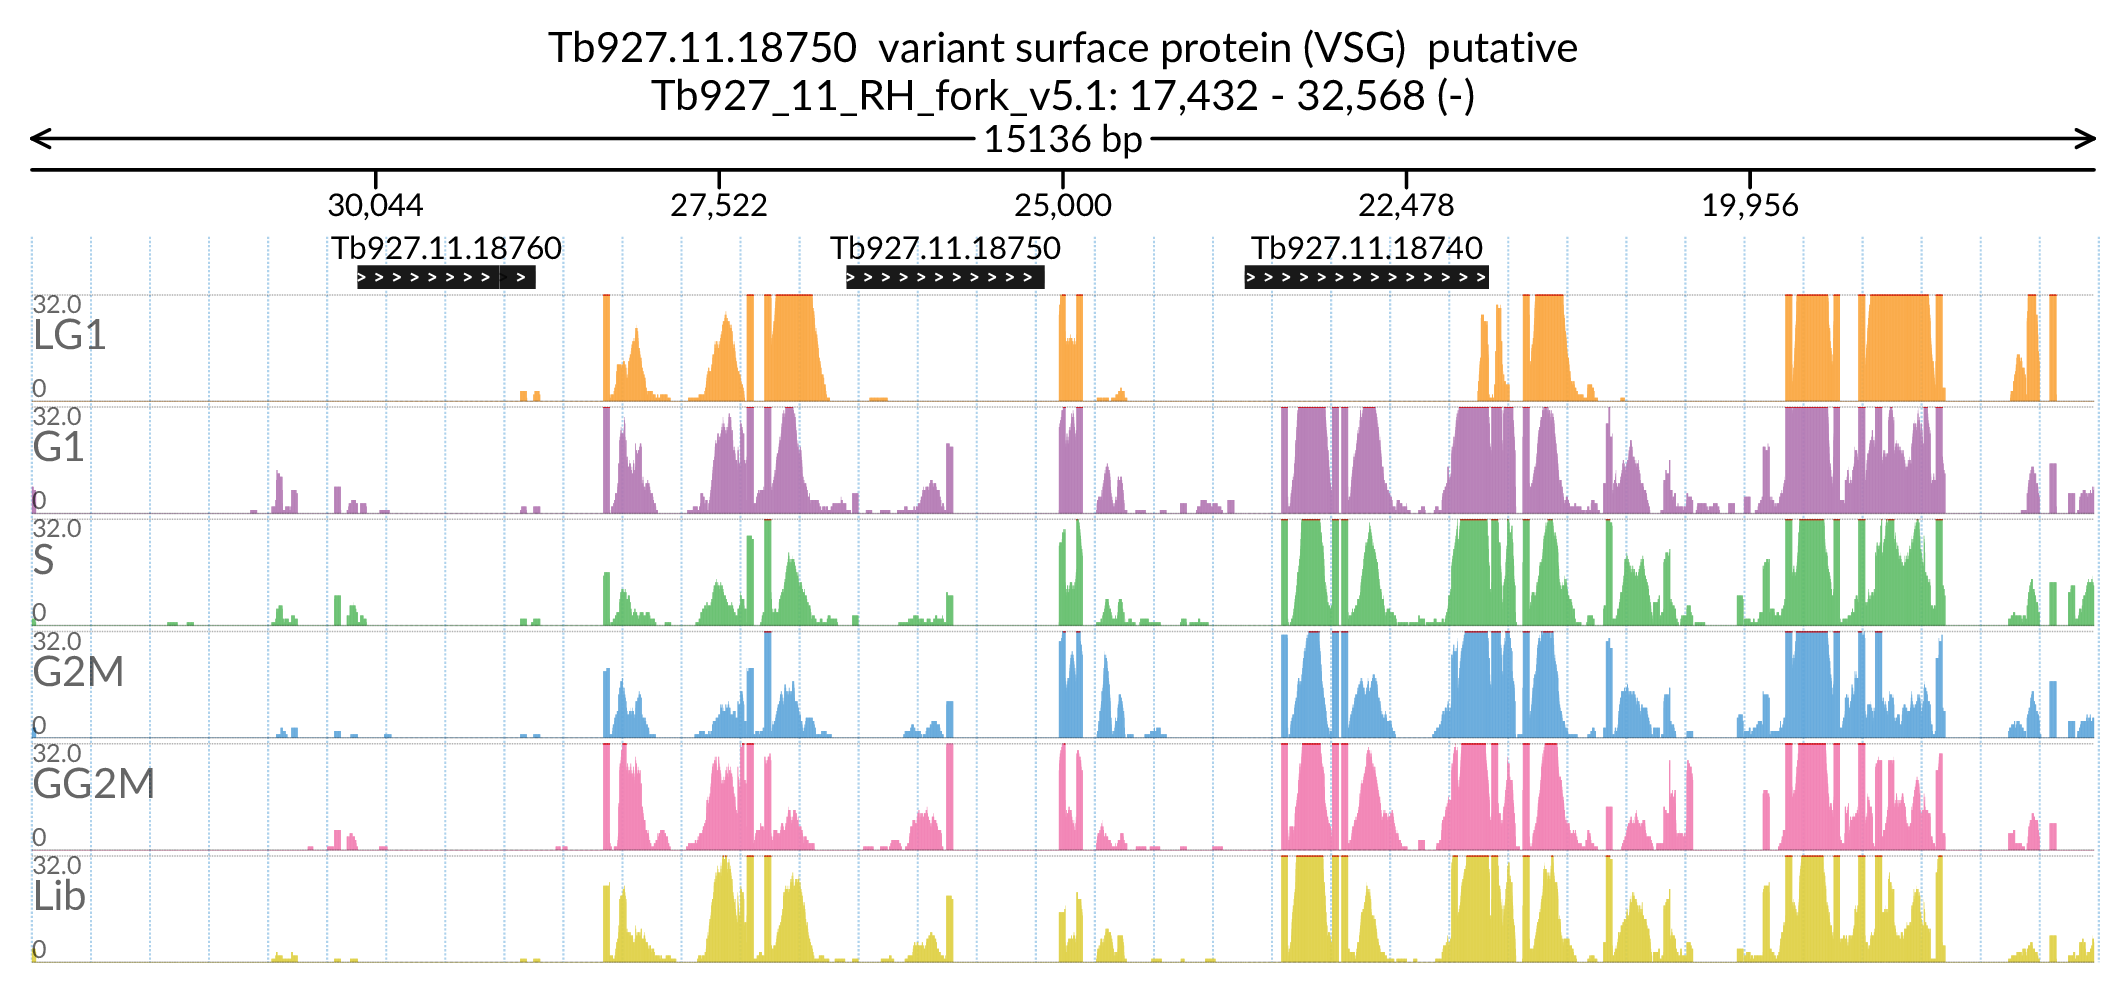 Tb927.11.18750 variant surface protein (VSG) putative
Tb927_11_RH_fork_v5.1: 17,432 - 32,568 (-)
15136 bp
30,044 27,522 25,000 22,478 19,956
Tb927.11.18760 Tb927.11.18750 Tb927.11.18740
32.0
LG1
0
32.0
G1
0
32.0
S
0
32.0
G2M
0
32.0
GG2M
0
32.0
Lib
0